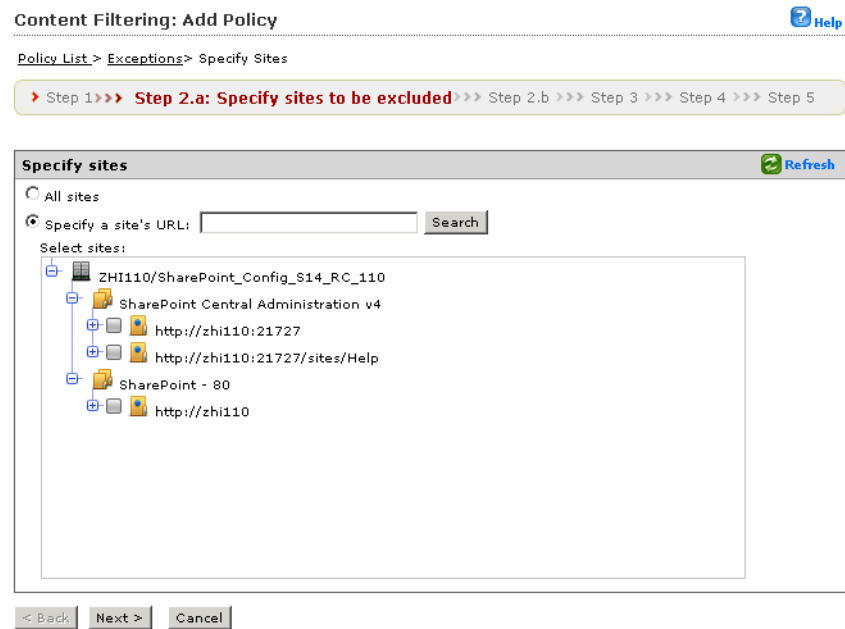 Content Filtering: Add Policy
Help
Policy List > Exceptions> Specify Sites
Step 1>>> Step 2.a: Specify sites to be excluded>>> Step 2.b >>> Step 3 >>> Step 4 >>> Step 5
Specify sites
Refresh
All sites
Specify a site's URL:
Search
Select sites:
ZHI110/SharePoint_Config_S14_RC_110
SharePoint Central Administration v4
http://zhi110:21727
http://zhi110:21727/sites/Help
SharePoint - 80
http://zhi110
< Back
Next >
Cancel